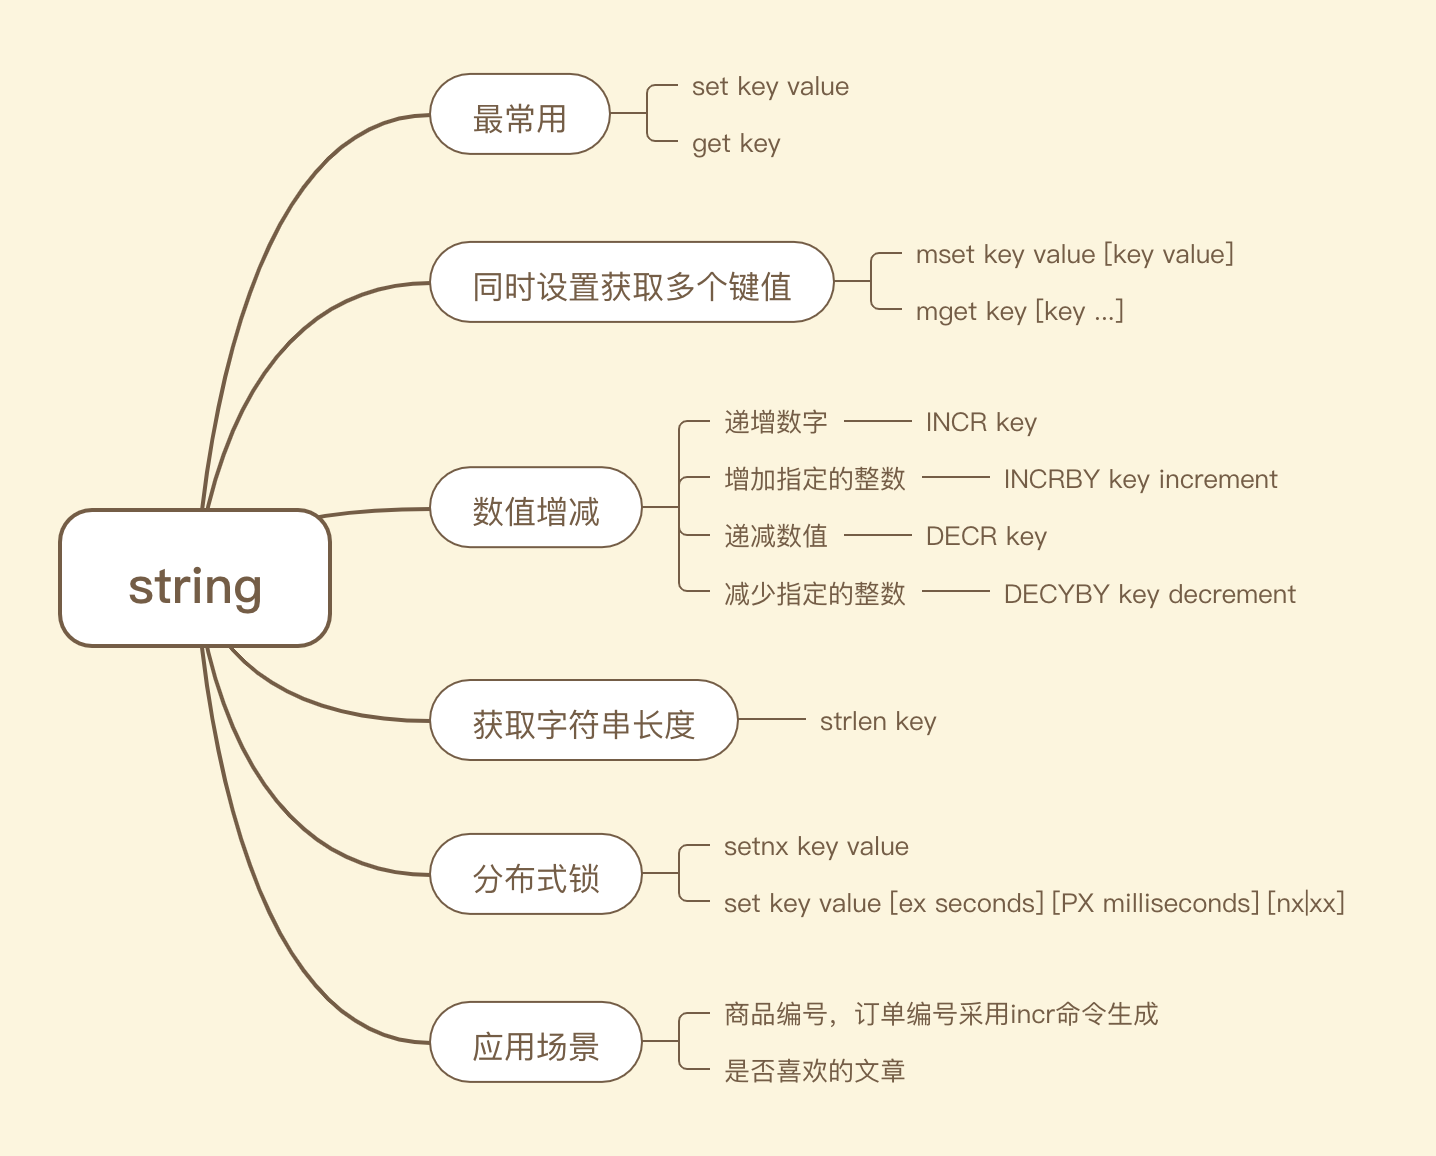 string
最常用
set key value
get key
同时设置获取多个键值
mset key value [key value]
mget key [key ...]
数值增减
递增数字
INCR key
增加指定的整数
INCRBY key increment
递减数值
DECR key
减少指定的整数
DECYBY key decrement
获取字符串长度
strlen key
分布式锁
setnx key value
set key value [ex seconds] [PX milliseconds] [nx|xx]
应用场景
商品编号，订单编号采用incr命令生成
是否喜欢的文章